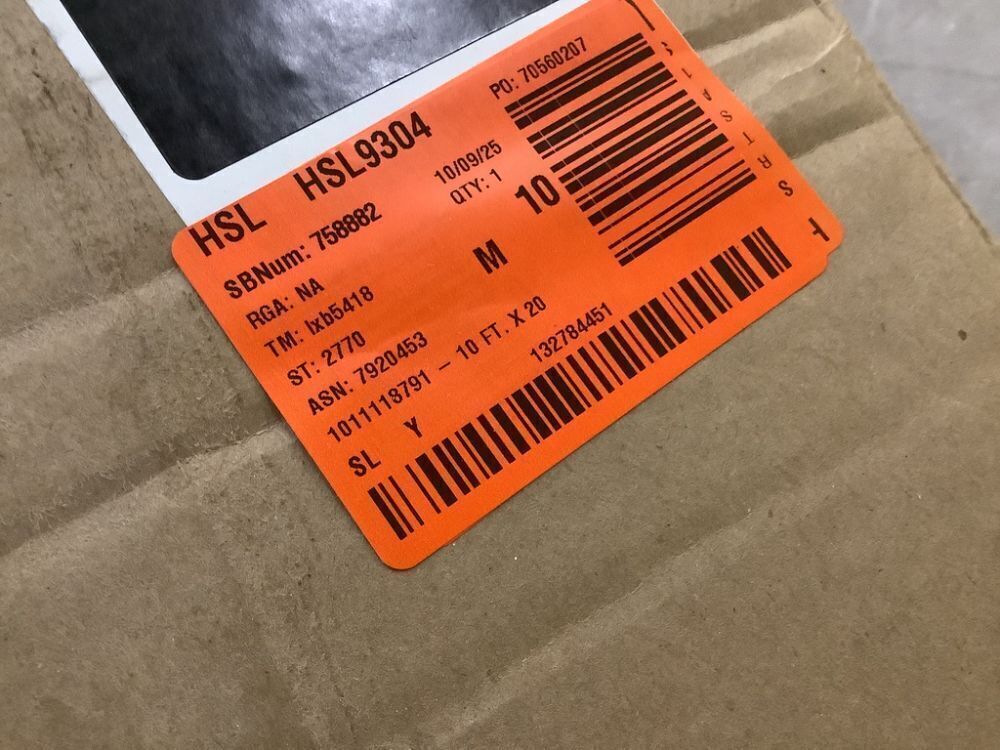 HSL HSL9304
PO: 70560207
SBNum: 758882
10/09/25
RGA: NA
QTY: 1
10
TM: lxb5418
M
ST: 2770
ASN: 7920453
1011118791 – 10 FT. X 20
132784451
SL Y